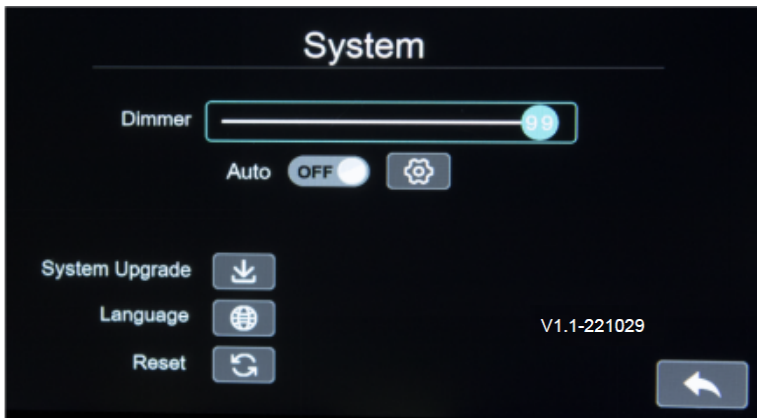 System
Dimmer 99
Auto OFF
System Upgrade
Language
V1.1-221029
Reset